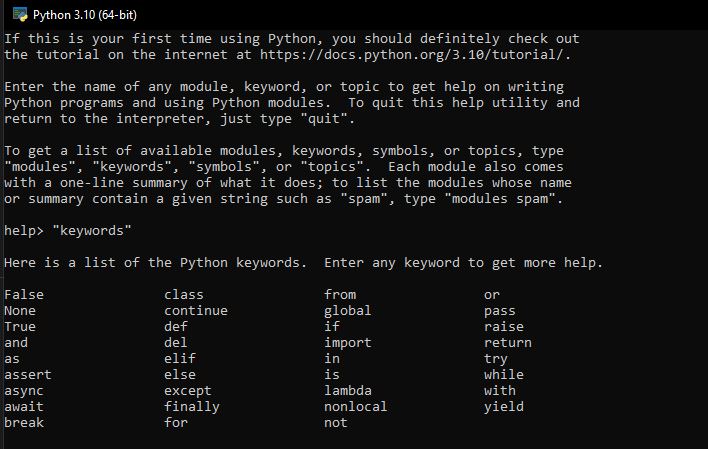 Python 3.10 (64-bit)
If this is your first time using Python, you should definitely check out
the tutorial on the internet at https://docs.python.org/3.10/tutorial/.
Enter the name of any module, keyword, or topic to get help on writing
Python programs and using Python modules.  To quit this help utility and
return to the interpreter, just type "quit".
To get a list of available modules, keywords, symbols, or topics, type
"modules", "keywords", "symbols", or "topics".  Each module also comes
with a one-line summary of what it does; to list the modules whose name
or summary contain a given string such as "spam", type "modules spam".
help> "keywords"
Here is a list of the Python keywords.  Enter any keyword to get more help.
False               class               from                or
None                continue            global              pass
True                def                 if                  raise
and                 del                 import              return
as                  elif                in                  try
assert              else                is                  while
async               except              lambda              with
await               finally             nonlocal            yield
break               for                 not